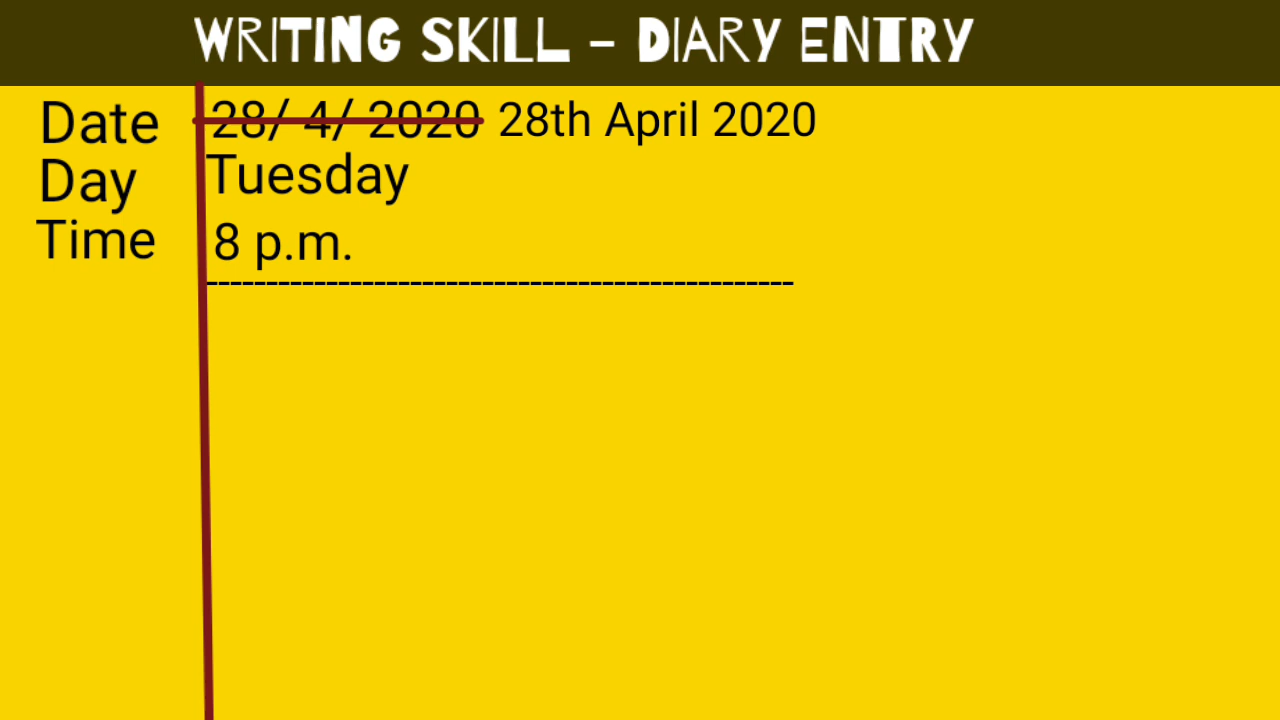 WRITING SKILL – DIARY ENTRY
Date 28/ 4/ 2020 28th April 2020
Day Tuesday
Time 8 p.m.
-------------------------------------------------